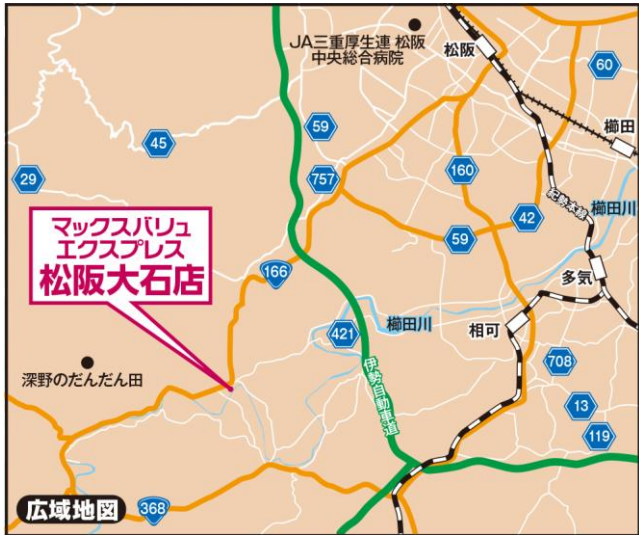 JA三重厚生連 松阪
中央総合病院
松阪
60
櫛田
59
45
29
757
160
紀勢本線
櫛田川
42
59
マックスバリュ
エクスプレス
松阪大石店
166
多気
421
櫛田川
相可
708
深野のだんだん田
伊勢自動車道
13
119
368
広域地図